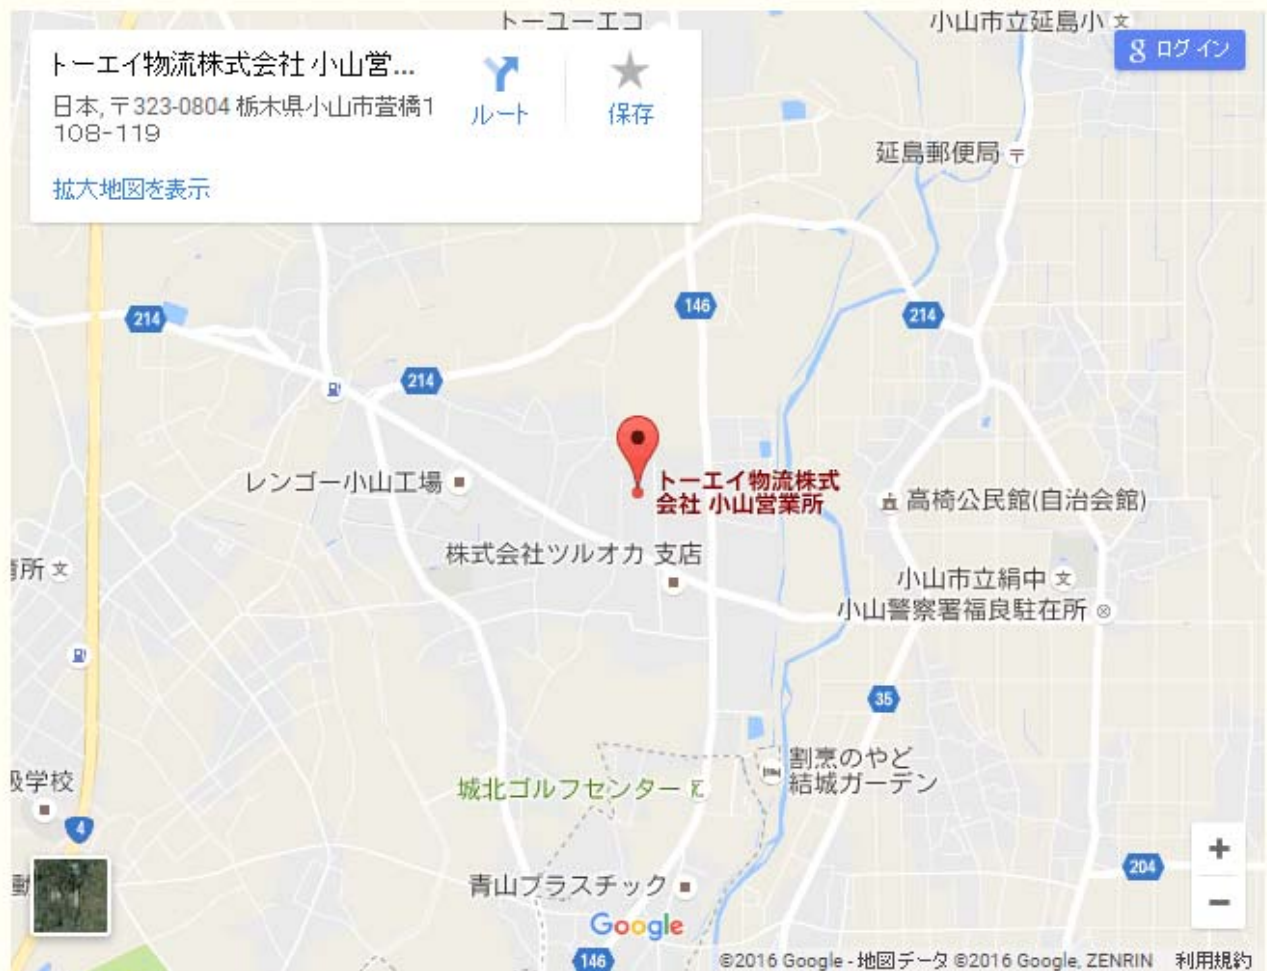 トーユーエコ
小山市立延島小 文
g ログイン
トーエイ物流株式会社 小山営...
日本, 〒323-0804 栃木県小山市萱橋1
108-119
ルート
保存
拡大地図を表示
延島郵便局 〒
146
214
214
214
レンゴー小山工場
トーエイ物流株式
会社 小山営業所
高椅公民館(自治会館)
株式会社ツルオカ 支店
所 文
小山市立絹中 文
小山警察署福良駐在所
35
割烹のやど
結城ガーデン
城北ゴルフセンター
学校
4
204
+
-
青山プラスチック
Google
146
©2016 Google - 地図データ ©2016 Google, ZENRIN 利用規約